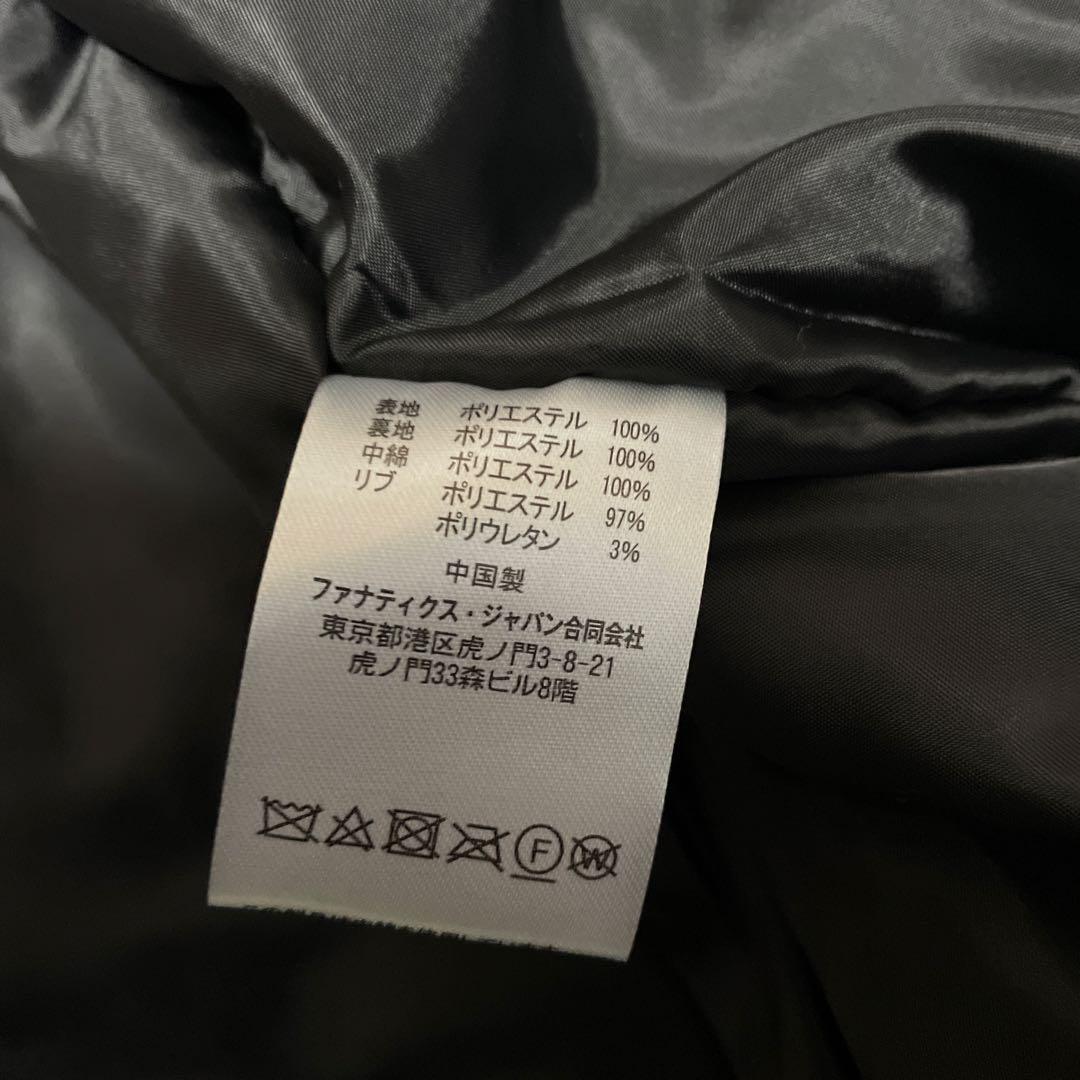 表地 ポリエステル 100%
裏地 ポリエステル 100%
中綿 ポリエステル 100%
リブ ポリエステル 97%
ポリウレタン 3%
中国製
ファナティクス・ジャパン合同会社
東京都港区虎ノ門3-8-21
虎ノ門33森ビル8階
F W